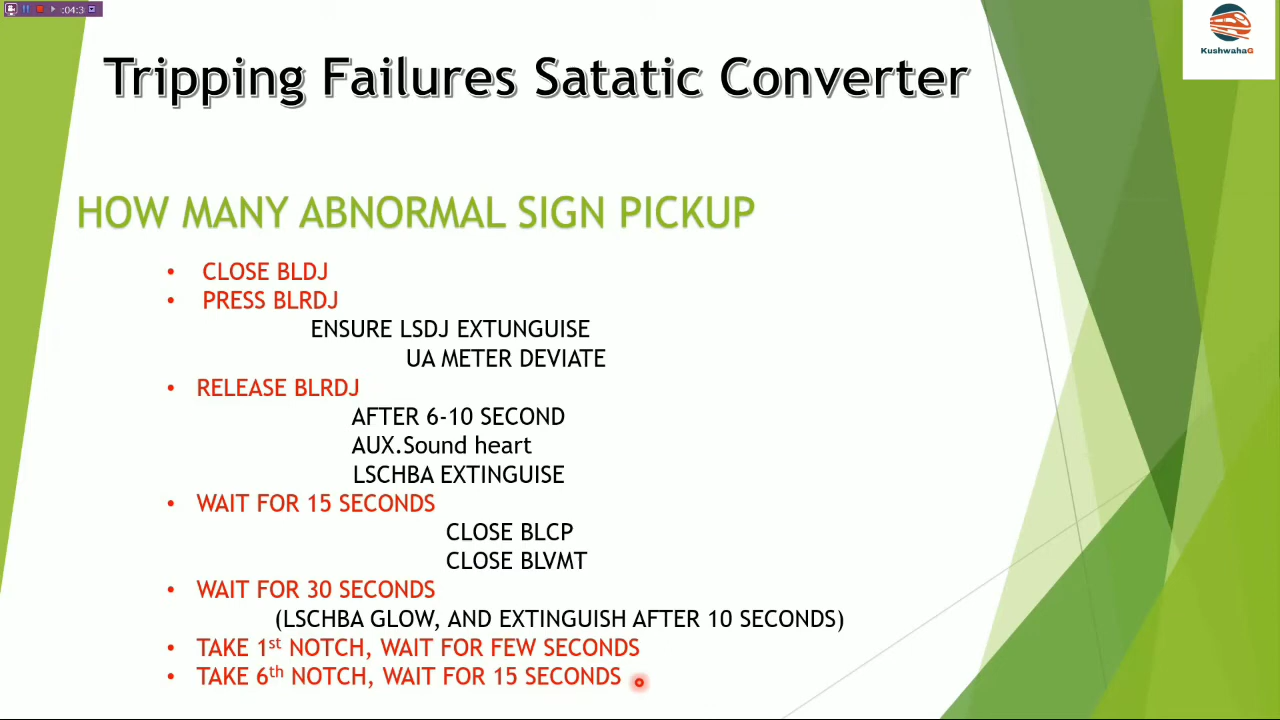 :04:3
KushwahaG
Tripping Failures Satatic Converter
HOW MANY ABNORMAL SIGN PICKUP
• CLOSE BLDJ
• PRESS BLRDJ
ENSURE LSDJ EXTUNGUISE
UA METER DEVIATE
• RELEASE BLRDJ
AFTER 6-10 SECOND
AUX.Sound heart
LSCHBA EXTINGUISE
• WAIT FOR 15 SECONDS
CLOSE BLCP
CLOSE BLVMT
• WAIT FOR 30 SECONDS
(LSCHBA GLOW, AND EXTINGUISH AFTER 10 SECONDS)
• TAKE 1st NOTCH, WAIT FOR FEW SECONDS
• TAKE 6th NOTCH, WAIT FOR 15 SECONDS